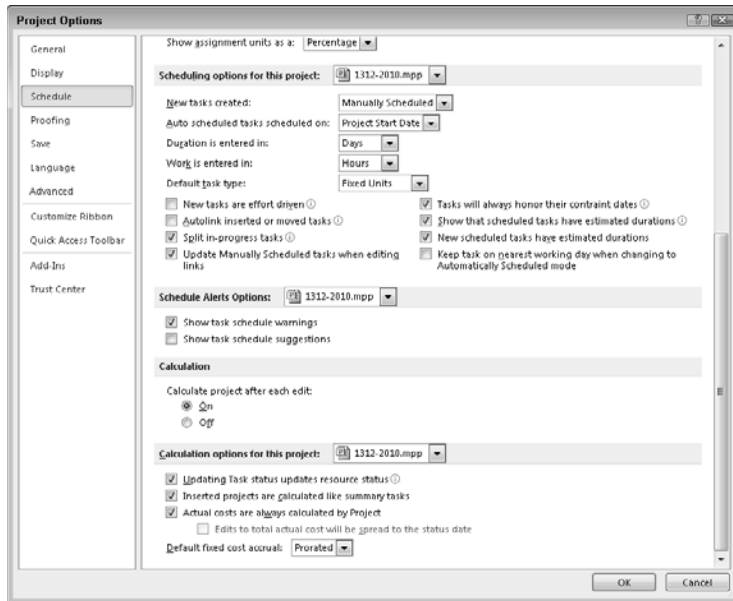 Project Options
General
Display
Schedule
Proofing
Save
Language
Advanced
Customize Ribbon
Quick Access Toolbar
Add-Ins
Trust Center
Show assignment units as a: Percentage
Scheduling options for this project: 1312-2010.mpp
New tasks created: Manually Scheduled
Auto scheduled tasks scheduled on: Project Start Date
Duration is entered in: Days
Work is entered in: Hours
Default task type: Fixed Units
New tasks are effort driven
Tasks will always honor their contraint dates
Autolink inserted or moved tasks
Show that scheduled tasks have estimated durations
Split in-progress tasks
New scheduled tasks have estimated durations
Update Manually Scheduled tasks when editing
links
Keep task on nearest working day when changing to
Automatically Scheduled mode
Schedule Alerts Options: 1312-2010.mpp
Show task schedule warnings
Show task schedule suggestions
Calculation
Calculate project after each edit:
On
Off
Calculation options for this project: 1312-2010.mpp
Updating Task status updates resource status
Inserted projects are calculated like summary tasks
Actual costs are always calculated by Project
Edits to total actual cost will be spread to the status date
Default fixed cost accrual: Prorated
OK
Cancel